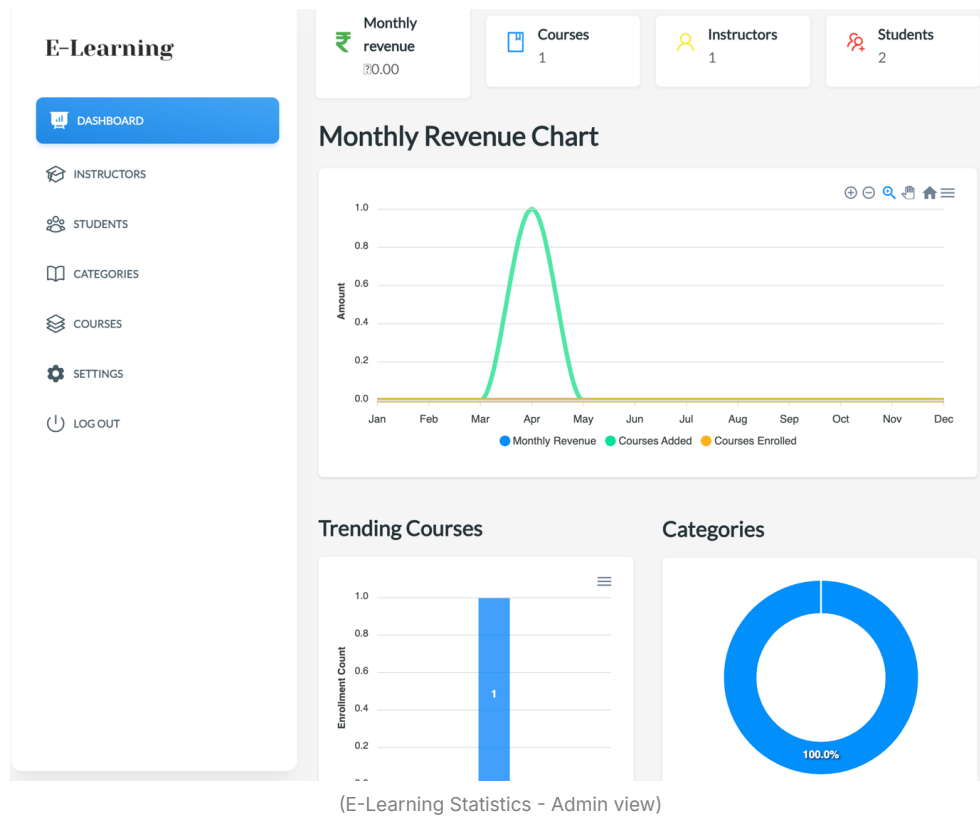 E-Learning
DASHBOARD
INSTRUCTORS
STUDENTS
CATEGORIES
COURSES
SETTINGS
LOG OUT
₹
Monthly
revenue
0.00
Courses
1
Instructors
1
Students
2
Monthly Revenue Chart
1.0
0.8
0.6
0.4
0.2
0.0
Amount
Jan Feb Mar Apr May Jun Jul Aug Sep Oct Nov Dec
Monthly Revenue Courses Added Courses Enrolled
Trending Courses
1.0
0.8
0.6
0.4
0.2
Enrollment Count
1
Categories
100.0%
(E-Learning Statistics - Admin view)